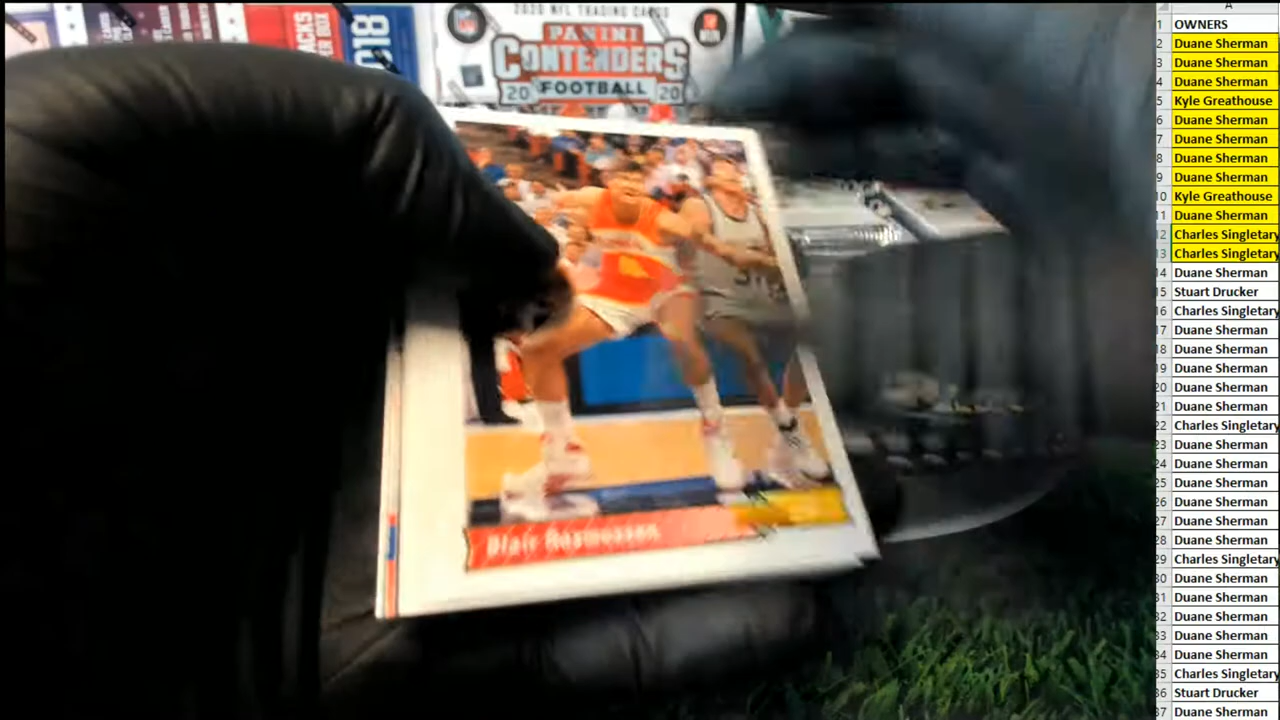 2020 NFL TRADING CARDS
PANINI
CONTENDERS
20 FOOTBALL 20
2018
Blair Rasmussen
A
1 OWNERS
2 Duane Sherman
3 Duane Sherman
4 Duane Sherman
5 Kyle Greathouse
6 Duane Sherman
7 Duane Sherman
8 Duane Sherman
9 Duane Sherman
10 Kyle Greathouse
11 Duane Sherman
12 Charles Singletary
13 Charles Singletary
14 Duane Sherman
15 Stuart Drucker
16 Charles Singletary
17 Duane Sherman
18 Duane Sherman
19 Duane Sherman
20 Duane Sherman
21 Duane Sherman
22 Charles Singletary
23 Duane Sherman
24 Duane Sherman
25 Duane Sherman
26 Duane Sherman
27 Duane Sherman
28 Duane Sherman
29 Charles Singletary
30 Duane Sherman
31 Duane Sherman
32 Duane Sherman
33 Duane Sherman
34 Duane Sherman
35 Charles Singletary
36 Stuart Drucker
37 Duane Sherman